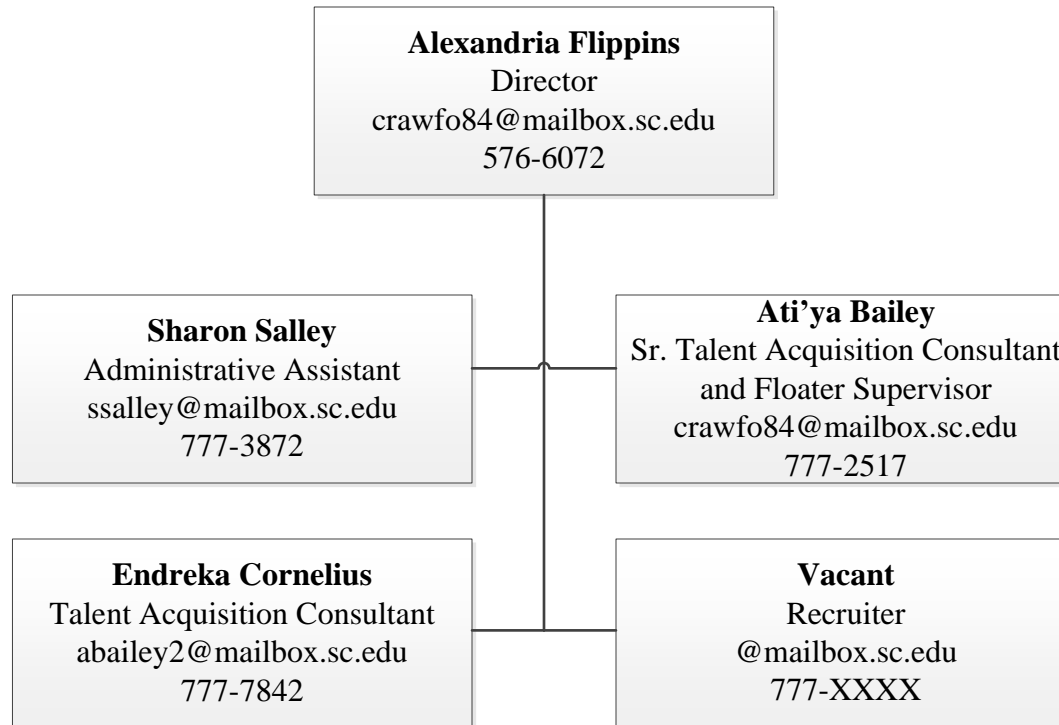 Alexandria Flippins
Director
crawfo84@mailbox.sc.edu
576-6072
Sharon Salley
Administrative Assistant
ssalley@mailbox.sc.edu
777-3872
Ati’ya Bailey
Sr. Talent Acquisition Consultant
and Floater Supervisor
crawfo84@mailbox.sc.edu
777-2517
Endreka Cornelius
Talent Acquisition Consultant
abailey2@mailbox.sc.edu
777-7842
Vacant
Recruiter
@mailbox.sc.edu
777-XXXX